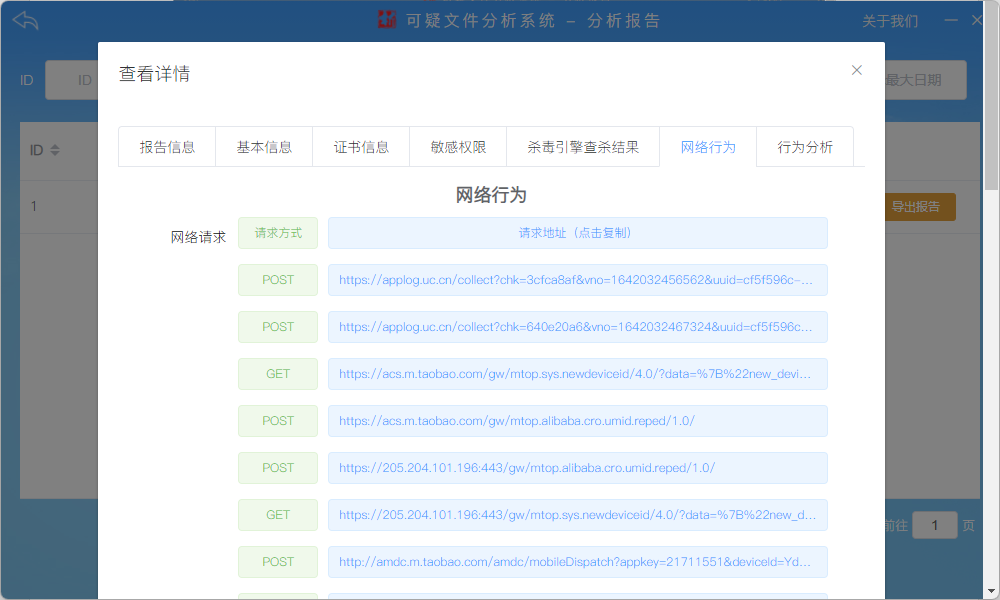 可疑文件分析系统 - 分析报告
关于我们
ID
ID
最大日期
查看详情
报告信息 基本信息 证书信息 敏感权限 杀毒引擎查杀结果 网络行为 行为分析
ID
1
导出报告
网络行为
网络请求 请求方式 请求地址（点击复制）
POST https://applog.uc.cn/collect?chk=3cfca8af&vno=1642032456562&uuid=cf5f596c-...
POST https://applog.uc.cn/collect?chk=640e20a6&vno=1642032467324&uuid=cf5f596c...
GET https://acs.m.taobao.com/gw/mtop.sys.newdeviceid/4.0/?data=%7B%22new_devi...
POST https://acs.m.taobao.com/gw/mtop.alibaba.cro.umid.reped/1.0/
POST https://205.204.101.196:443/gw/mtop.alibaba.cro.umid.reped/1.0/
GET https://205.204.101.196:443/gw/mtop.sys.newdeviceid/4.0/?data=%7B%22new_d...
POST http://amdc.m.taobao.com/amdc/mobileDispatch?appkey=21711551&deviceId=Yd...
前往 1 页